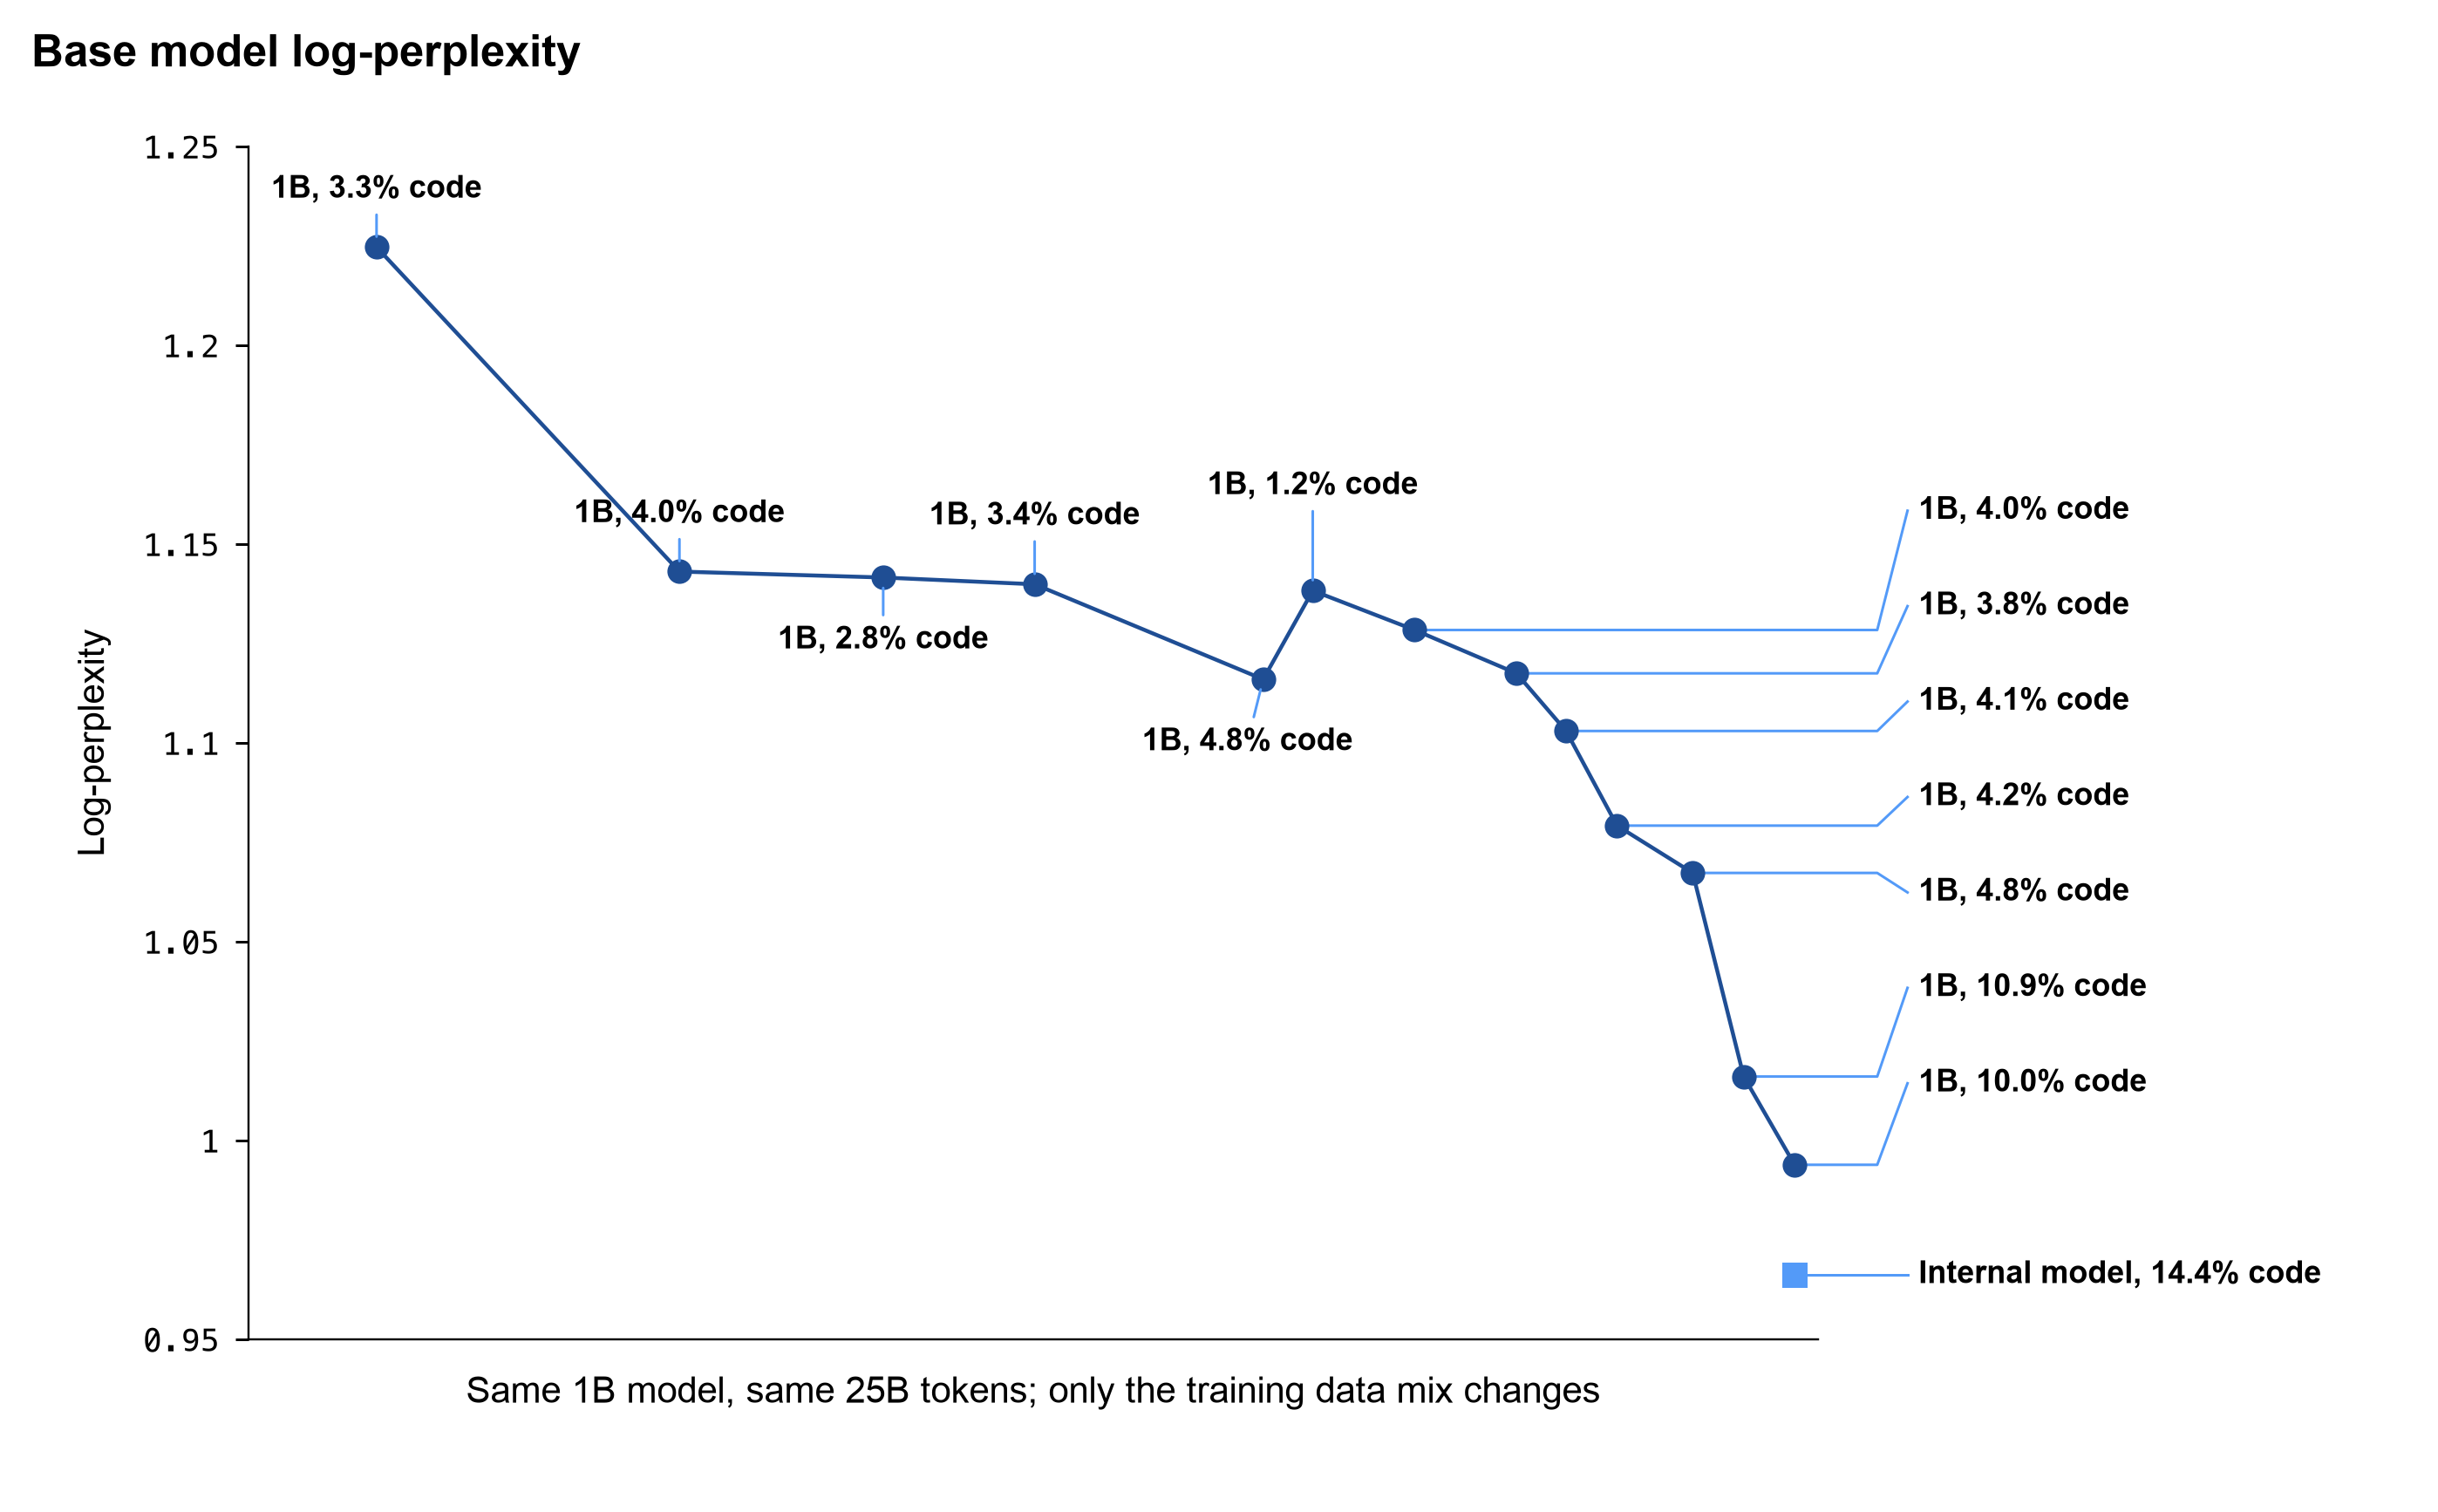 Base model log-perplexity
1.25
1.2
1.15
1.1
1.05
1
0.95
Log-perplexity
1B, 3.3% code
1B, 4.0% code
1B, 2.8% code
1B, 3.4% code
1B, 4.8% code
1B, 1.2% code
1B, 4.0% code
1B, 3.8% code
1B, 4.1% code
1B, 4.2% code
1B, 4.8% code
1B, 10.9% code
1B, 10.0% code
Internal model, 14.4% code
Same 1B model, same 25B tokens; only the training data mix changes